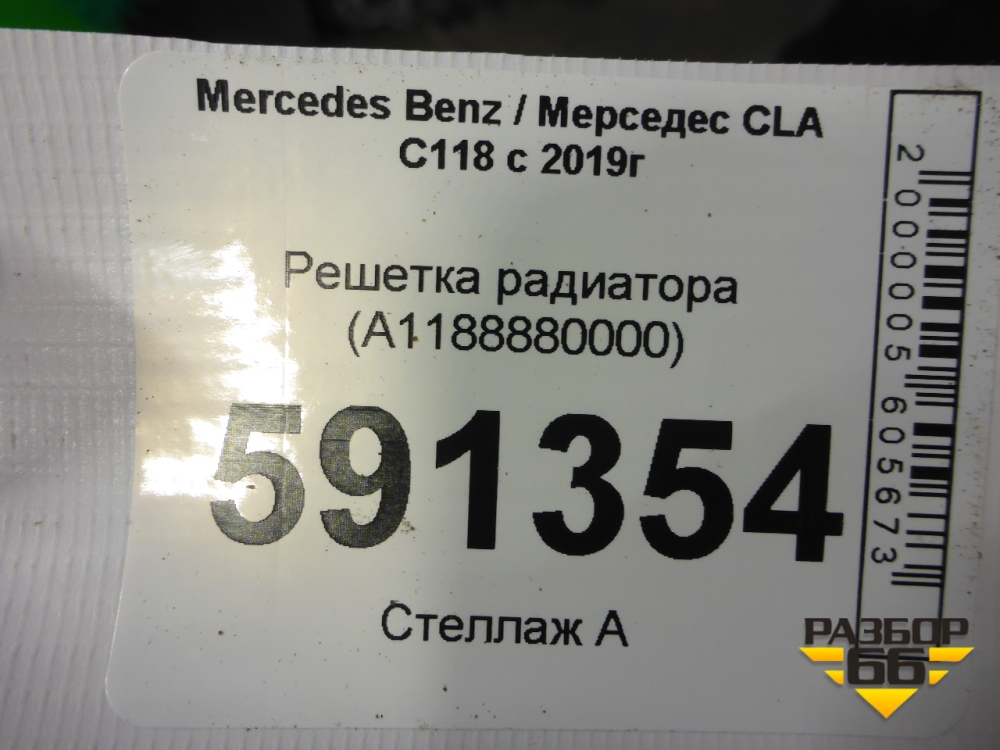 Mercedes Benz / Мерседес CLA
C118 с 2019г
Решетка радиатора
(A1188880000)
591354
Стеллаж А
2000005605673
РАЗБОР
66